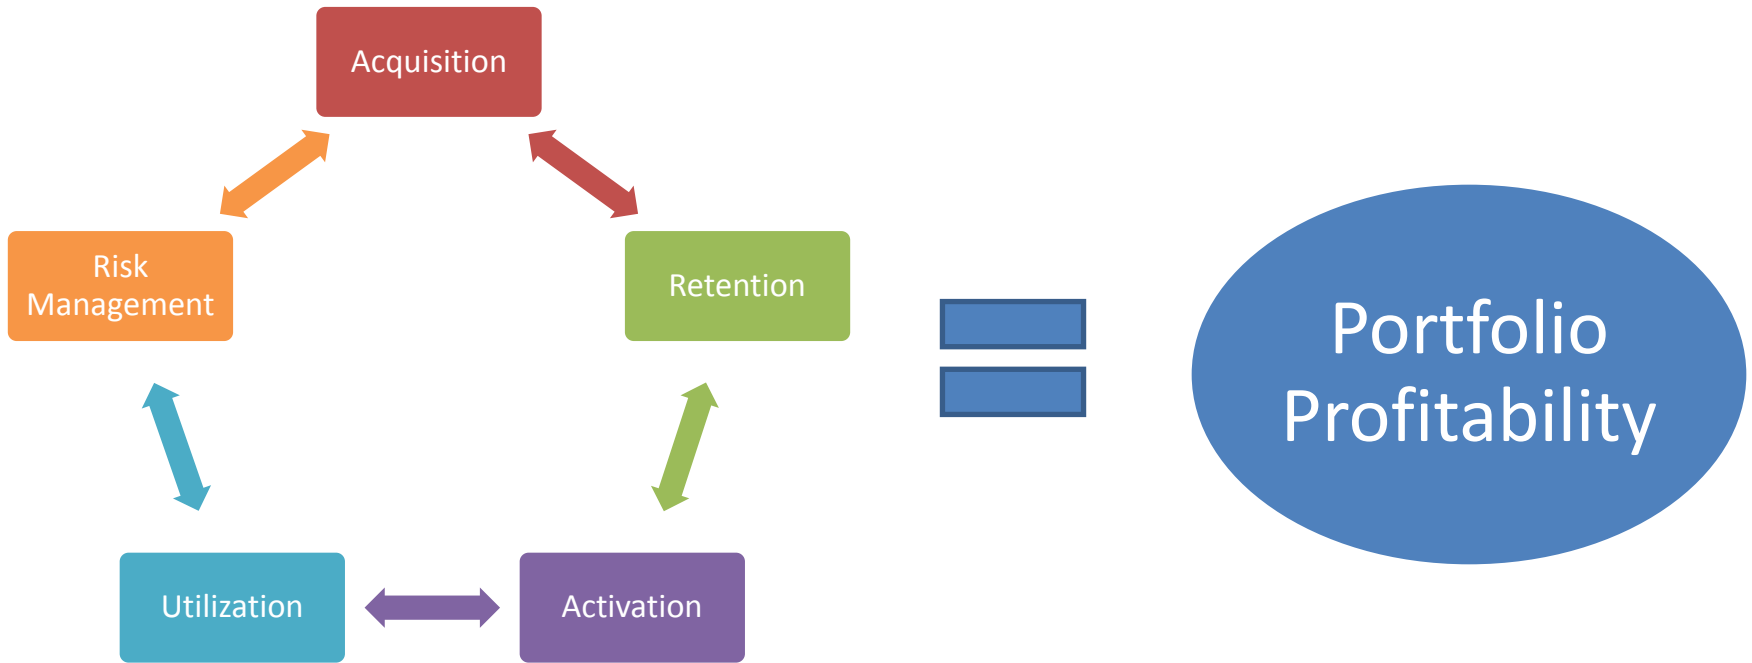 Acquisition
Risk
Management
Retention
Portfolio
Profitability
Utilization
Activation